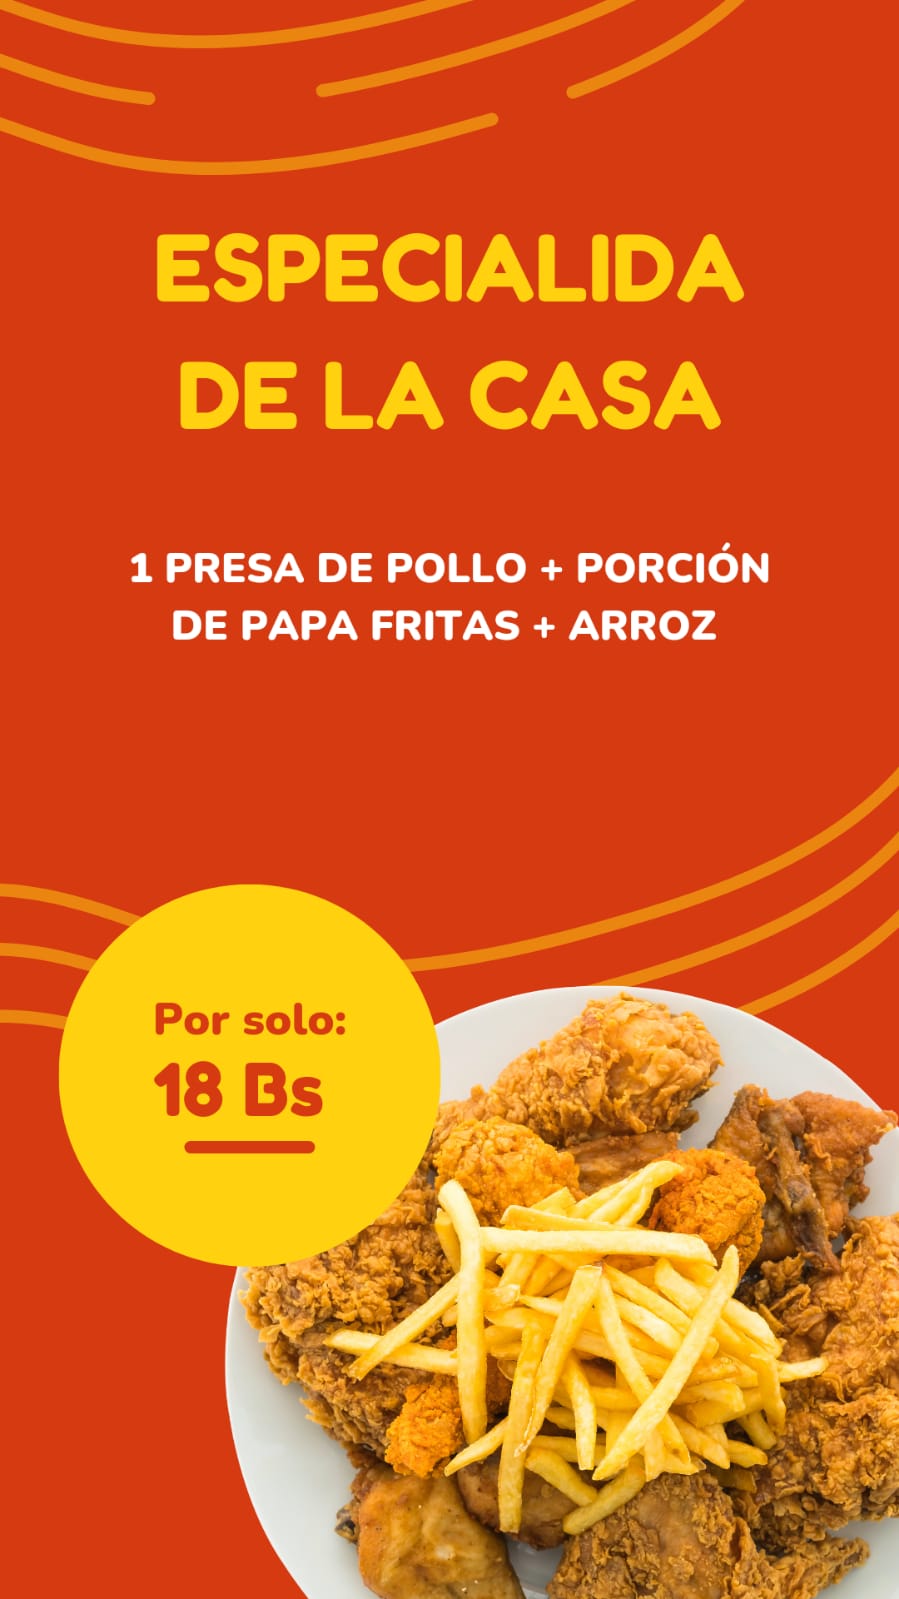 ESPECIALIDA
DE LA CASA
1 PRESA DE POLLO + PORCIÓN
DE PAPA FRITAS + ARROZ
Por solo:
18 Bs